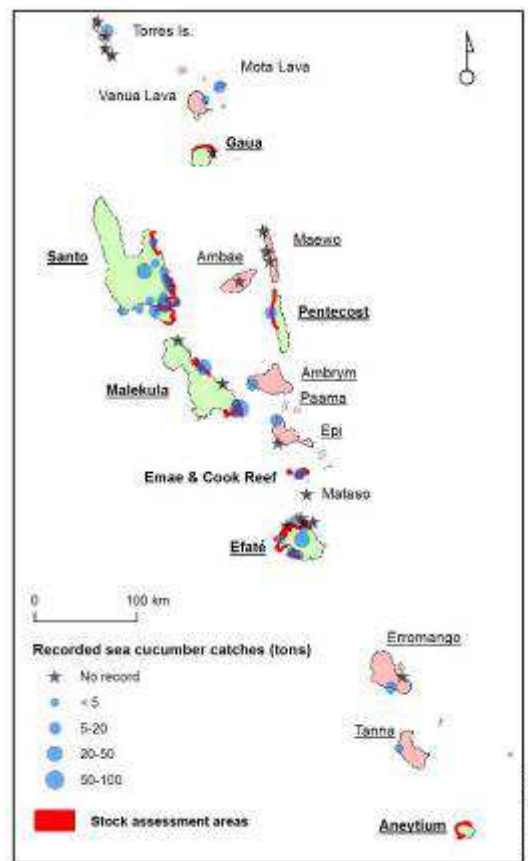 Torres Is.
Mota Lava
Vanua Lava
Gaua
Santo
Ambae
Maewo
Pentecost
Malekula
Ambrym
Paama
Epi
Emae & Cook Reef
Mataso
Efaté
0 100 km
Erromango
Recorded sea cucumber catches (tons)
No record
< 5
5-20
20-50
50-100
Tanna
Stock assessment areas
Aneytium